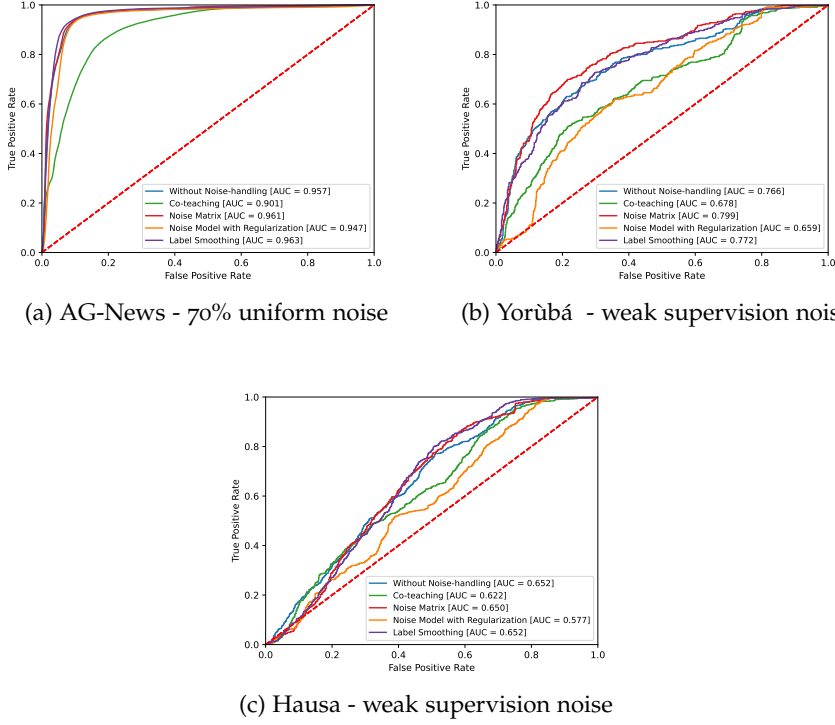 1.0
0.8
0.6
0.4
0.2
0.0
True Positive Rate
0.0 0.2 0.4 0.6 0.8 1.0
False Positive Rate
Without Noise-handling [AUC = 0.957]
Co-teaching [AUC = 0.901]
Noise Matrix [AUC = 0.961]
Noise Model with Regularization [AUC = 0.947]
Label Smoothing [AUC = 0.963]
(a) AG-News - 70% uniform noise
1.0
0.8
0.6
0.4
0.2
0.0
True Positive Rate
0.0 0.2 0.4 0.6 0.8 1.0
False Positive Rate
Without Noise-handling [AUC = 0.766]
Co-teaching [AUC = 0.678]
Noise Matrix [AUC = 0.799]
Noise Model with Regularization [AUC = 0.659]
Label Smoothing [AUC = 0.772]
(b) Yorùbá - weak supervision nois
1.0
0.8
0.6
0.4
0.2
0.0
True Positive Rate
0.0 0.2 0.4 0.6 0.8 1.0
False Positive Rate
Without Noise-handling [AUC = 0.652]
Co-teaching [AUC = 0.622]
Noise Matrix [AUC = 0.650]
Noise Model with Regularization [AUC = 0.577]
Label Smoothing [AUC = 0.652]
(c) Hausa - weak supervision noise